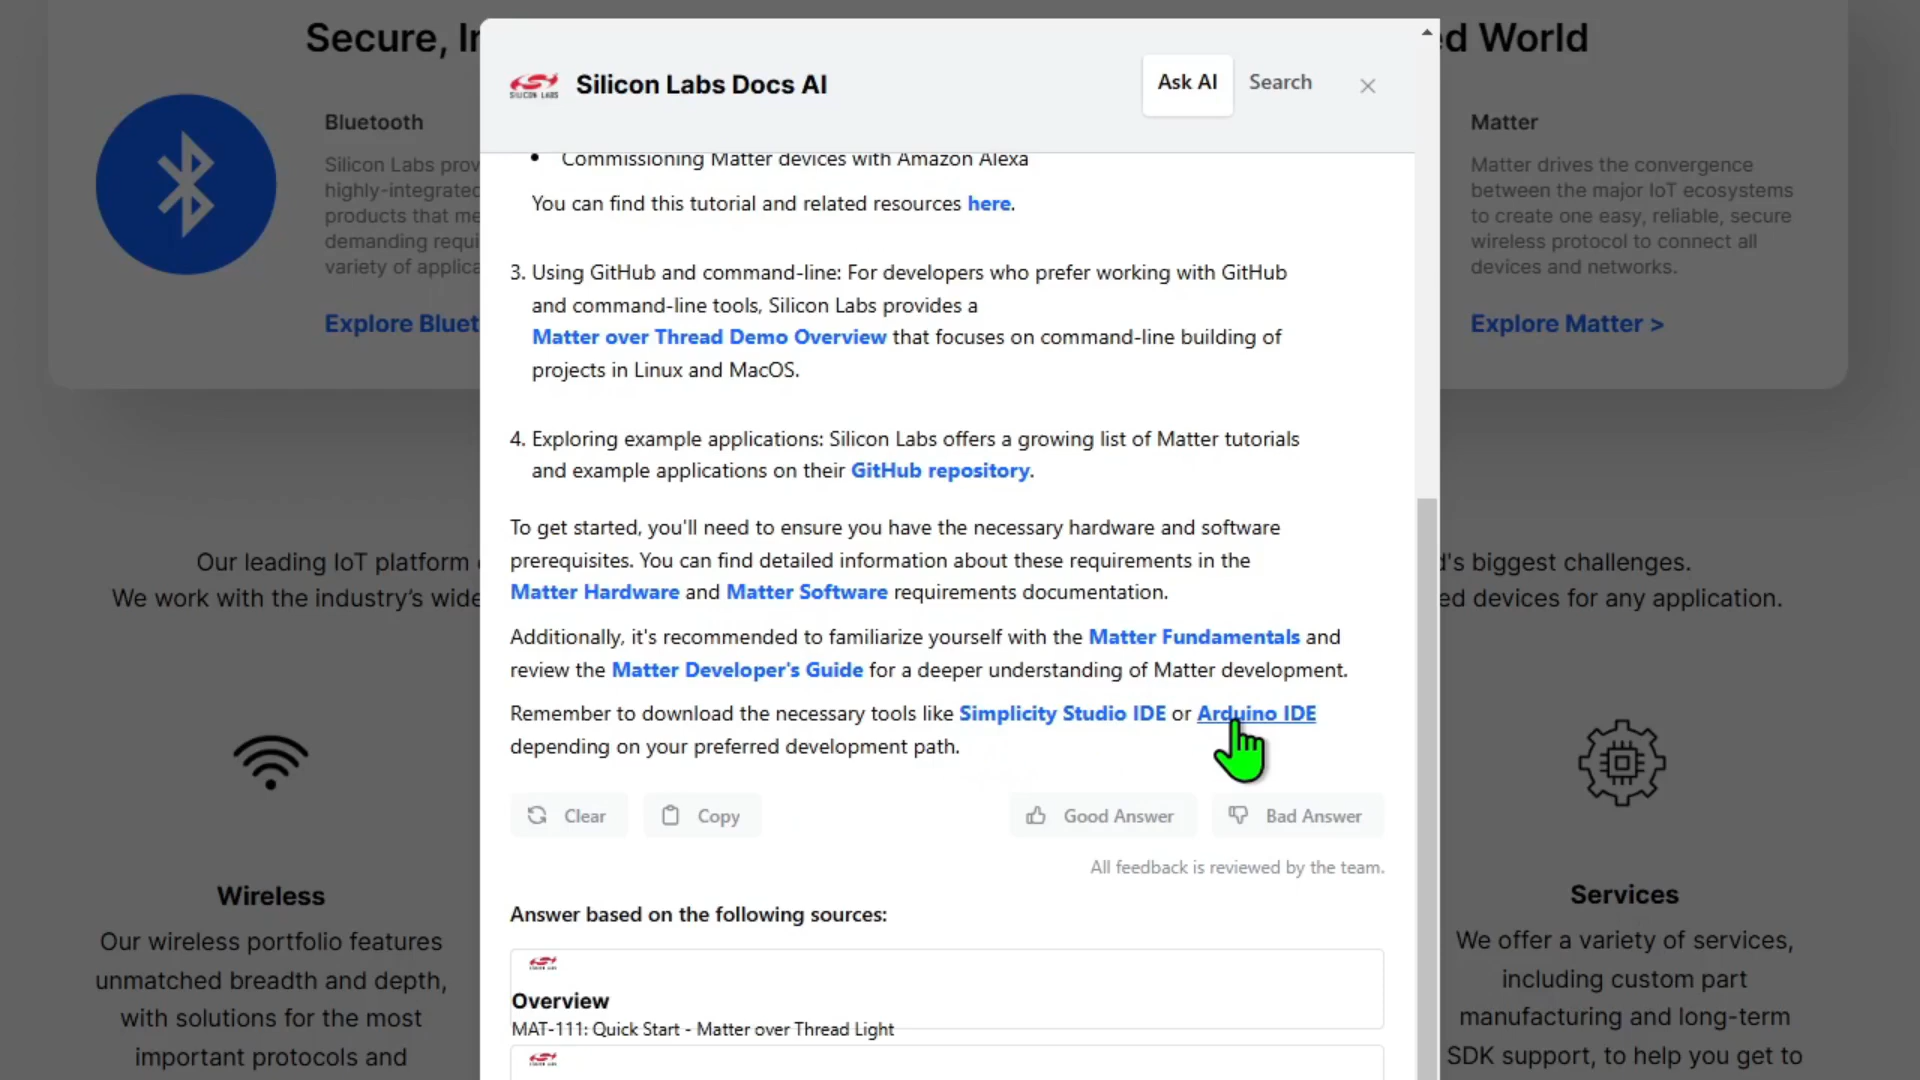 Secure, I
d World
SILICON LABS
Silicon Labs Docs AI
Ask AI
Search
Bluetooth
Silicon Labs prov
highly-integrated
products that me
demanding requi
variety of applica
Explore Bluet
Commissioning Matter devices with Amazon Alexa
You can find this tutorial and related resources here.
3. Using GitHub and command-line: For developers who prefer working with GitHub
and command-line tools, Silicon Labs provides a
Matter over Thread Demo Overview that focuses on command-line building of
projects in Linux and MacOS.
4. Exploring example applications: Silicon Labs offers a growing list of Matter tutorials
and example applications on their GitHub repository.
To get started, you'll need to ensure you have the necessary hardware and software
prerequisites. You can find detailed information about these requirements in the
Matter Hardware and Matter Software requirements documentation.
Additionally, it's recommended to familiarize yourself with the Matter Fundamentals and
review the Matter Developer's Guide for a deeper understanding of Matter development.
Remember to download the necessary tools like Simplicity Studio IDE or Arduino IDE
depending on your preferred development path.
Clear
Copy
Good Answer
Bad Answer
All feedback is reviewed by the team.
Answer based on the following sources:
SILICON LABS
Overview
MAT-111: Quick Start - Matter over Thread Light
SILICON LABS
Matter
Matter drives the convergence
between the major IoT ecosystems
to create one easy, reliable, secure
wireless protocol to connect all
devices and networks.
Explore Matter >
Our leading IoT platform
We work with the industry's wide
d's biggest challenges.
ed devices for any application.
Wireless
Our wireless portfolio features
unmatched breadth and depth,
with solutions for the most
important protocols and
Services
We offer a variety of services,
including custom part
manufacturing and long-term
SDK support, to help you get to